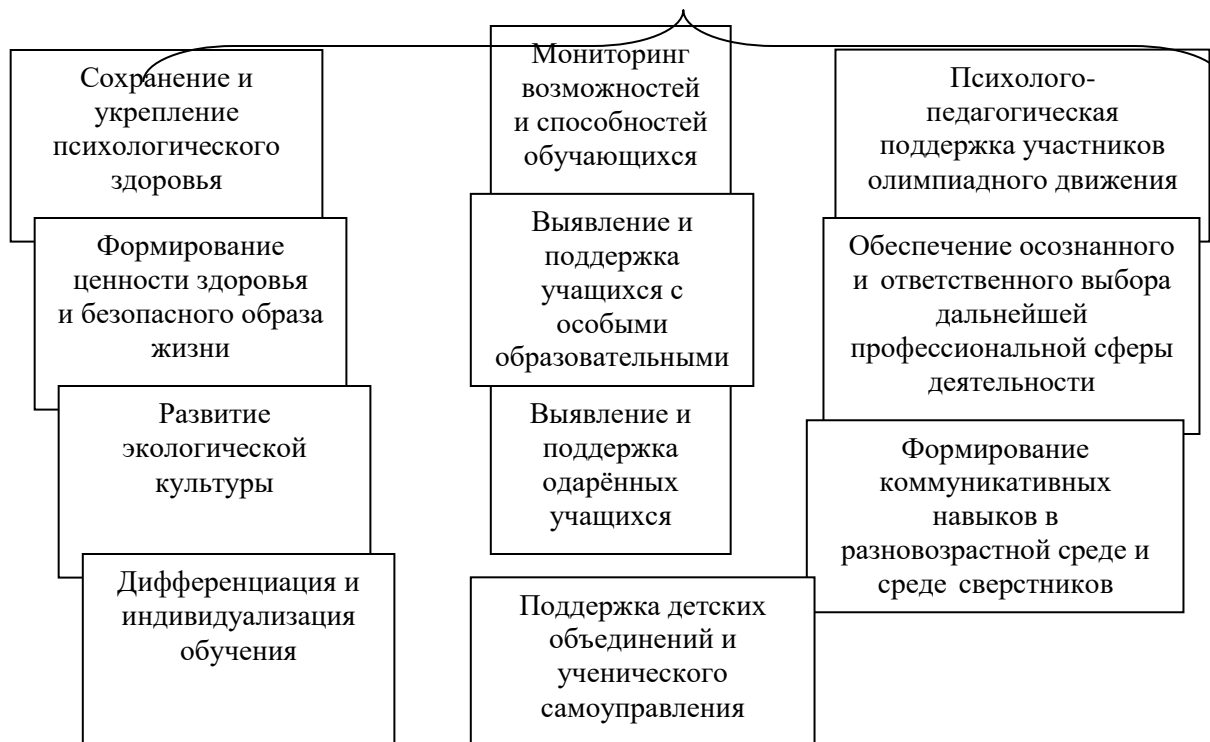 Сохранение и
укрепление
психологического
здоровья
Формирование
ценности здоровья
и безопасного образа
жизни
Развитие
экологической
культуры
Дифференциация и
индивидуализация
обучения
Мониторинг
возможностей
и способностей
обучающихся
Выявление и
поддержка
учащихся с
особыми
образовательными
Выявление и
поддержка
одарённых
учащихся
Поддержка детских
объединений и
ученического
самоуправления
Психолого-
педагогическая
поддержка участников
олимпиадного движения
Обеспечение осознанного
и ответственного выбора
дальнейшей
профессиональной сферы
деятельности
Формирование
коммуникативных
навыков в
разновозрастной среде и
среде сверстников